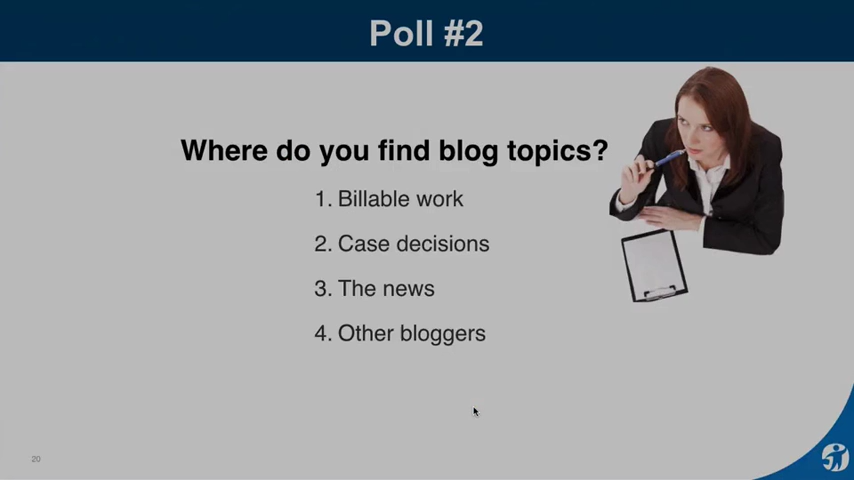 Poll #2
Where do you find blog topics?
1. Billable work
2. Case decisions
3. The news
4. Other bloggers
20